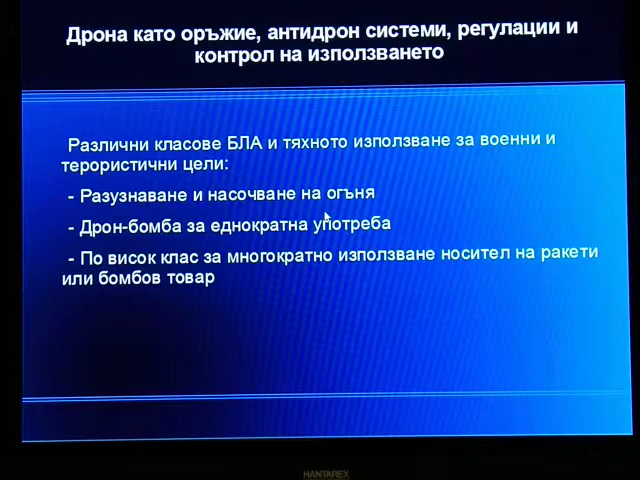 Дрона като оръжие, антидрон системи, регулации и
контрол на използването
Различни класове БЛА и тяхното използване за военни и
терористични цели:
- Разузнаване и насочване на огъня
- Дрон-бомба за еднократна употреба
- По висок клас за многократно използване носител на ракети
или бомбов товар
HANTAREX